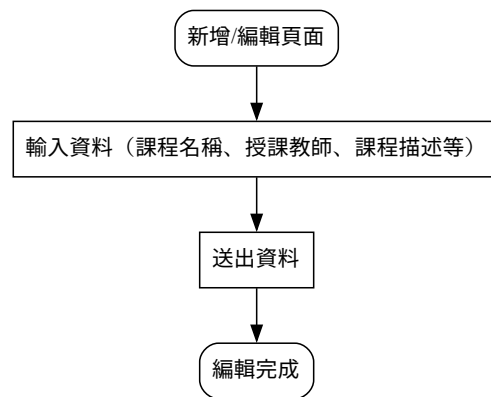 新增/編輯頁面
輸入資料（課程名稱、授課教師、課程描述等）
送出資料
編輯完成